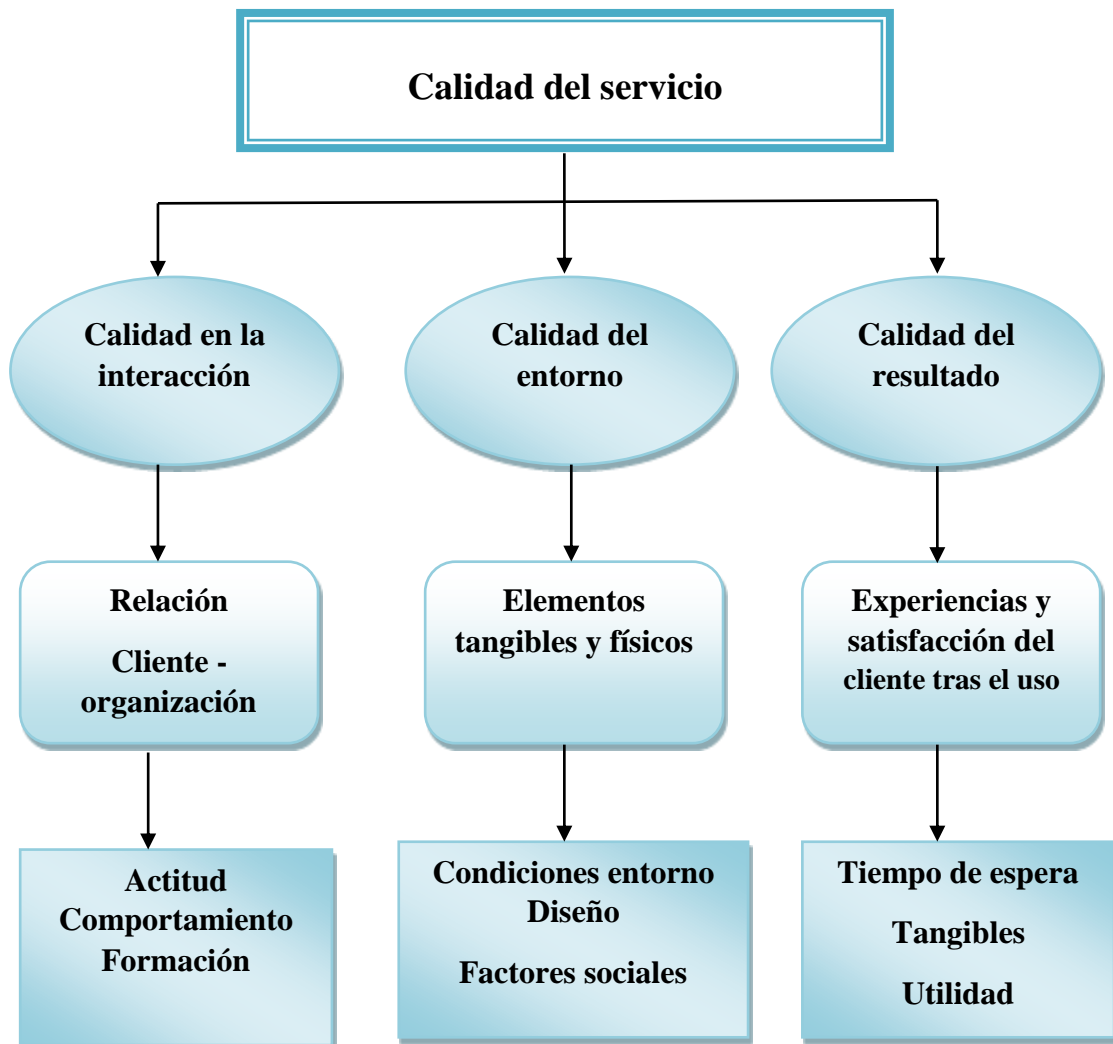 Calidad del servicio
Calidad en la
interacción
Calidad del
entorno
Calidad del
resultado
Relación
Cliente -
organización
Elementos
tangibles y físicos
Experiencias y
satisfacción del
cliente tras el uso
Actitud
Comportamiento
Formación
Condiciones entorno
Diseño
Factores sociales
Tiempo de espera
Tangibles
Utilidad